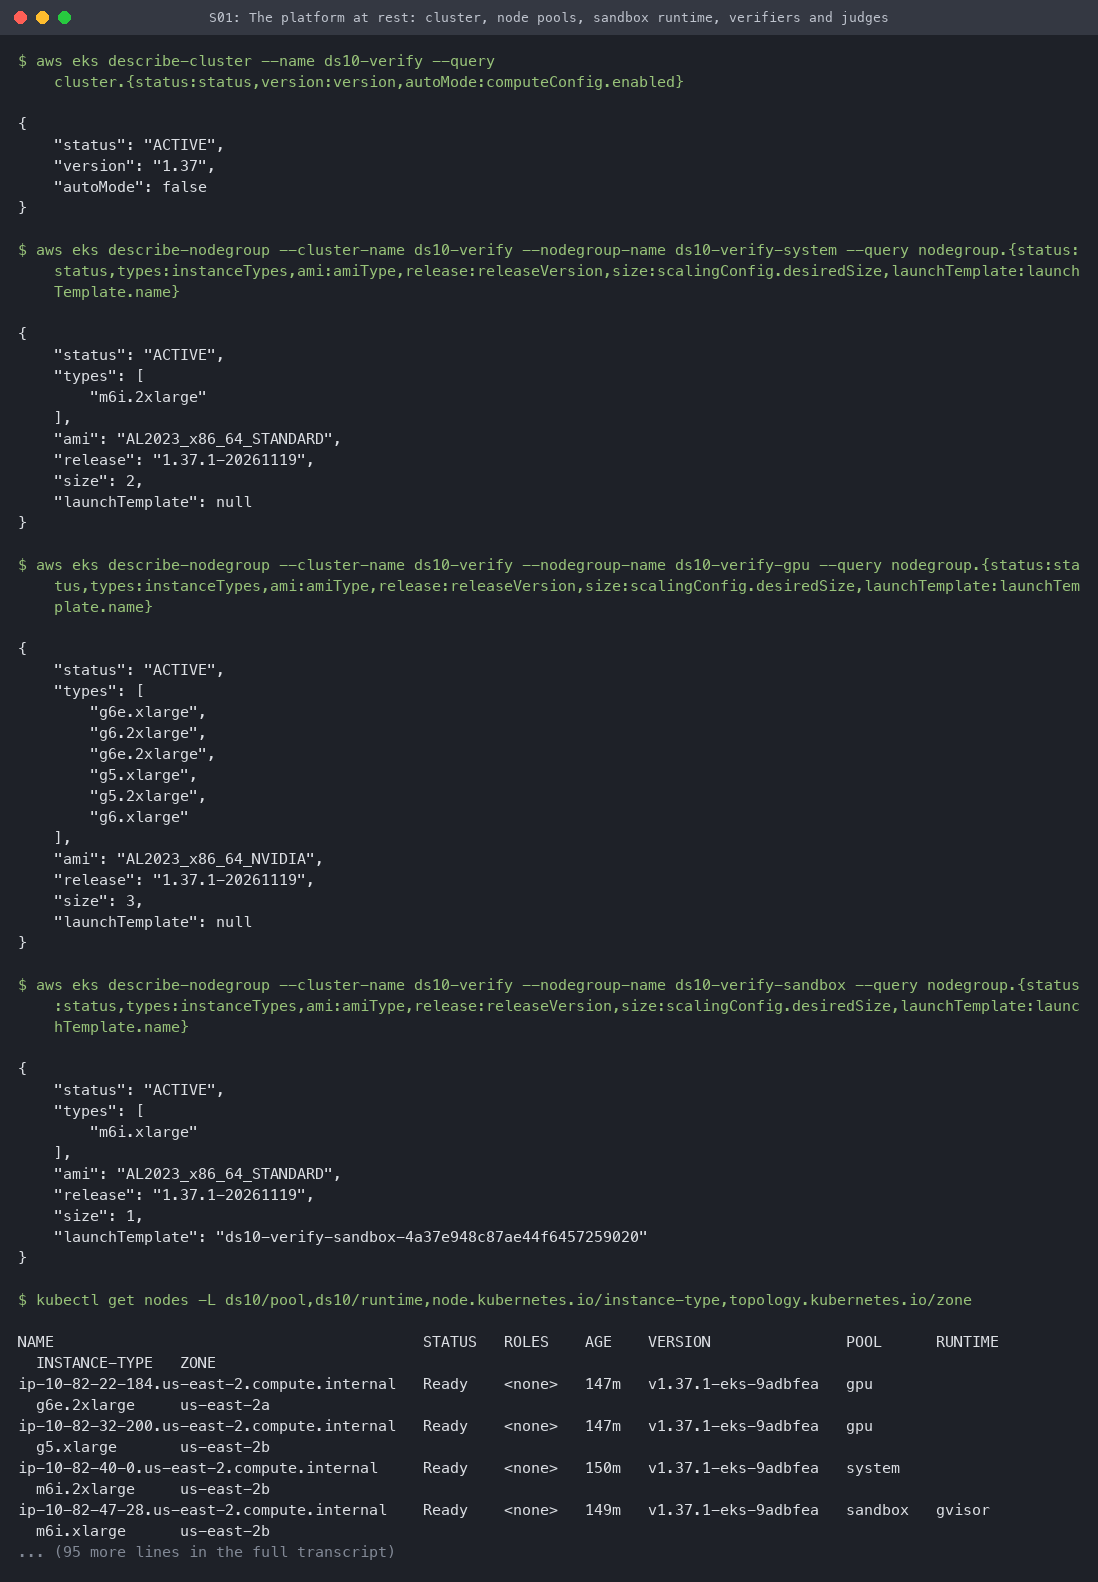 S01: The platform at rest: cluster, node pools, sandbox runtime, verifiers and judges
$ aws eks describe-cluster --name ds10-verify --query
cluster.{status:status,version:version,autoMode:computeConfig.enabled}
{
"status": "ACTIVE",
"version": "1.37",
"autoMode": false
}
$ aws eks describe-nodegroup --cluster-name ds10-verify --nodegroup-name ds10-verify-system --query nodegroup.{status:
status,types:instanceTypes,ami:amiType,release:releaseVersion,size:scalingConfig.desiredSize,launchTemplate:launch
Template.name}
{
"status": "ACTIVE",
"types": [
"m6i.2xlarge"
],
"ami": "AL2023_x86_64_STANDARD",
"release": "1.37.1-20261119",
"size": 2,
"launchTemplate": null
}
$ aws eks describe-nodegroup --cluster-name ds10-verify --nodegroup-name ds10-verify-gpu --query nodegroup.{status:sta
tus,types:instanceTypes,ami:amiType,release:releaseVersion,size:scalingConfig.desiredSize,launchTemplate:launchTem
plate.name}
{
"status": "ACTIVE",
"types": [
"g6e.xlarge",
"g6.2xlarge",
"g6e.2xlarge",
"g5.xlarge",
"g5.2xlarge",
"g6.xlarge"
],
"ami": "AL2023_x86_64_NVIDIA",
"release": "1.37.1-20261119",
"size": 3,
"launchTemplate": null
}
$ aws eks describe-nodegroup --cluster-name ds10-verify --nodegroup-name ds10-verify-sandbox --query nodegroup.{status
:status,types:instanceTypes,ami:amiType,release:releaseVersion,size:scalingConfig.desiredSize,launchTemplate:launc
hTemplate.name}
{
"status": "ACTIVE",
"types": [
"m6i.xlarge"
],
"ami": "AL2023_x86_64_STANDARD",
"release": "1.37.1-20261119",
"size": 1,
"launchTemplate": "ds10-verify-sandbox-4a37e948c87ae44f6457259020"
}
$ kubectl get nodes -L ds10/pool,ds10/runtime,node.kubernetes.io/instance-type,topology.kubernetes.io/zone
NAME STATUS ROLES AGE VERSION POOL RUNTIME
INSTANCE-TYPE ZONE
ip-10-82-22-184.us-east-2.compute.internal Ready <none> 147m v1.37.1-eks-9adbfea gpu
g6e.2xlarge us-east-2a
ip-10-82-32-200.us-east-2.compute.internal Ready <none> 147m v1.37.1-eks-9adbfea gpu
g5.xlarge us-east-2b
ip-10-82-40-0.us-east-2.compute.internal Ready <none> 150m v1.37.1-eks-9adbfea system
m6i.2xlarge us-east-2b
ip-10-82-47-28.us-east-2.compute.internal Ready <none> 149m v1.37.1-eks-9adbfea sandbox gvisor
m6i.xlarge us-east-2b
... (95 more lines in the full transcript)